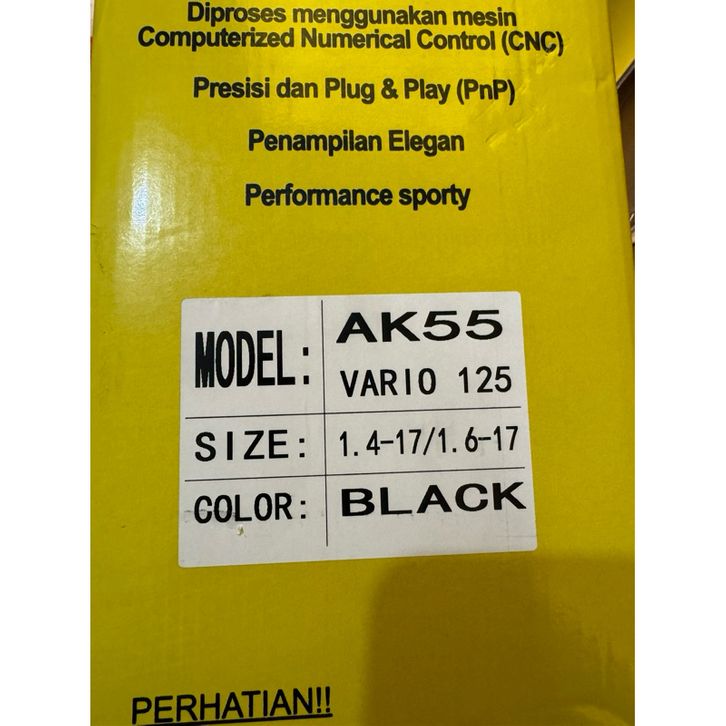 Diproses menggunakan mesin
Computerized Numerical Control (CNC)
Presisi dan Plug & Play (PnP)
Penampilan Elegan
Performance sporty
MODEL: AK55
VARIO 125
SIZE: 1.4-17/1.6-17
COLOR: BLACK
PERHATIAN!!